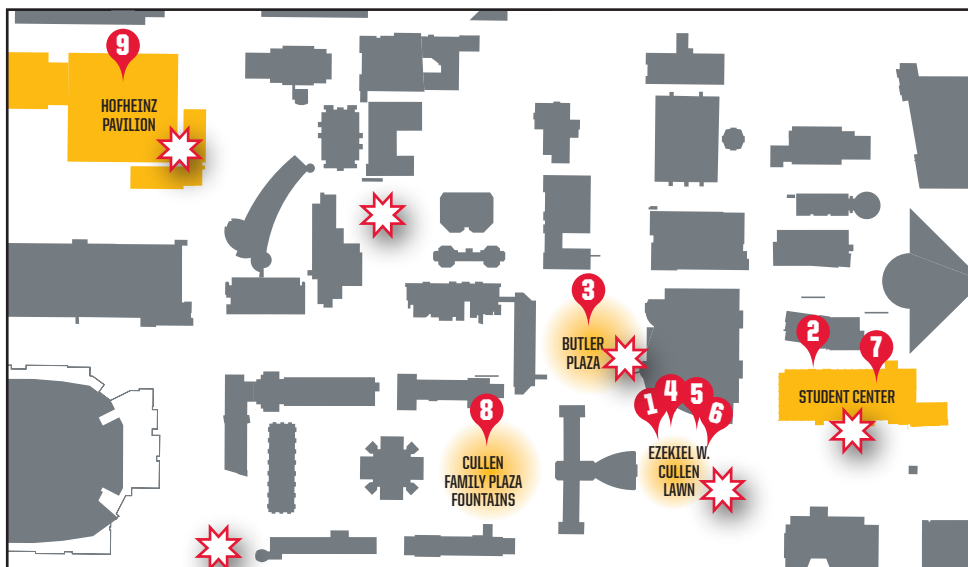 9
HOFHEINZ
PAVILION
3
BUTLER
PLAZA
2
7
STUDENT CENTER
8
CULLEN
FAMILY PLAZA
FOUNTAINS
1
4
5
6
EZEKIEL W.
CULLEN
LAWN